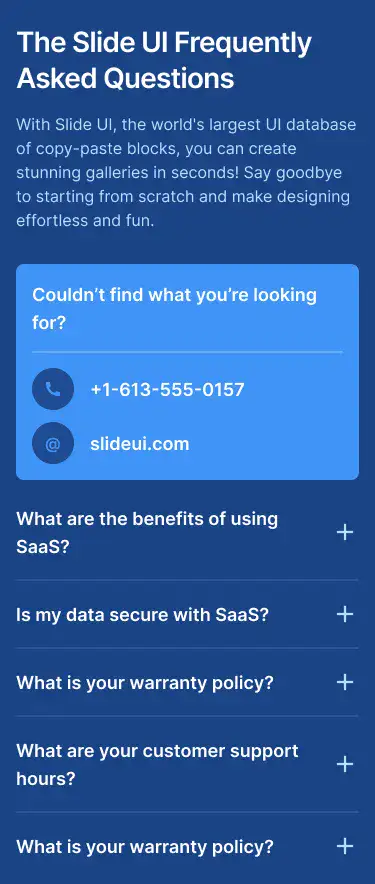 The Slide UI Frequently
Asked Questions
With Slide UI, the world's largest UI database
of copy-paste blocks, you can create
stunning galleries in seconds! Say goodbye
to starting from scratch and make designing
effortless and fun.
Couldn’t find what you’re looking
for?
+1-613-555-0157
@ slideui.com
What are the benefits of using
SaaS?
Is my data secure with SaaS?
What is your warranty policy?
What are your customer support
hours?
What is your warranty policy?